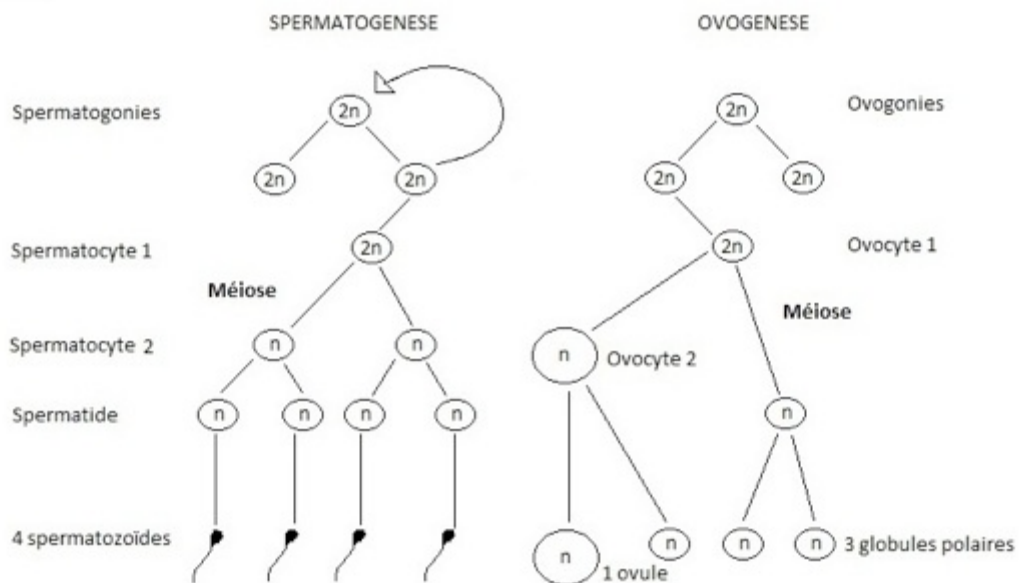 SPERMATOGENESE
OVOGENESE
Spermatogonies
2n
2n
Ovogonies
2n
2n
2n
2n
Spermatocyte 1
2n
2n
Ovocyte 1
Méiose
Méiose
Spermatocyte 2
n
n
n
Ovocyte 2
Spermatide
n
n
n
n
n
4 spermatozoïdes
n
1 ovule
n
n
n
3 globules polaires